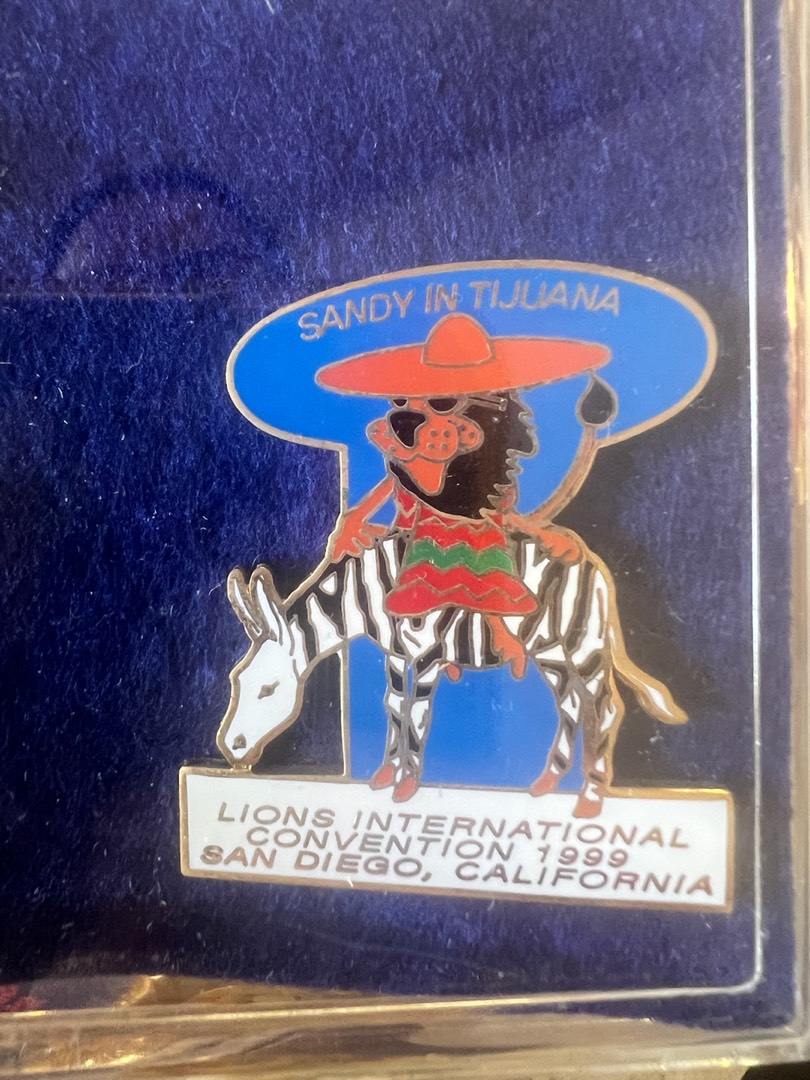 SANDY IN TIJUANA
LIONS INTERNATIONAL
CONVENTION 1999
SAN DIEGO, CALIFORNIA